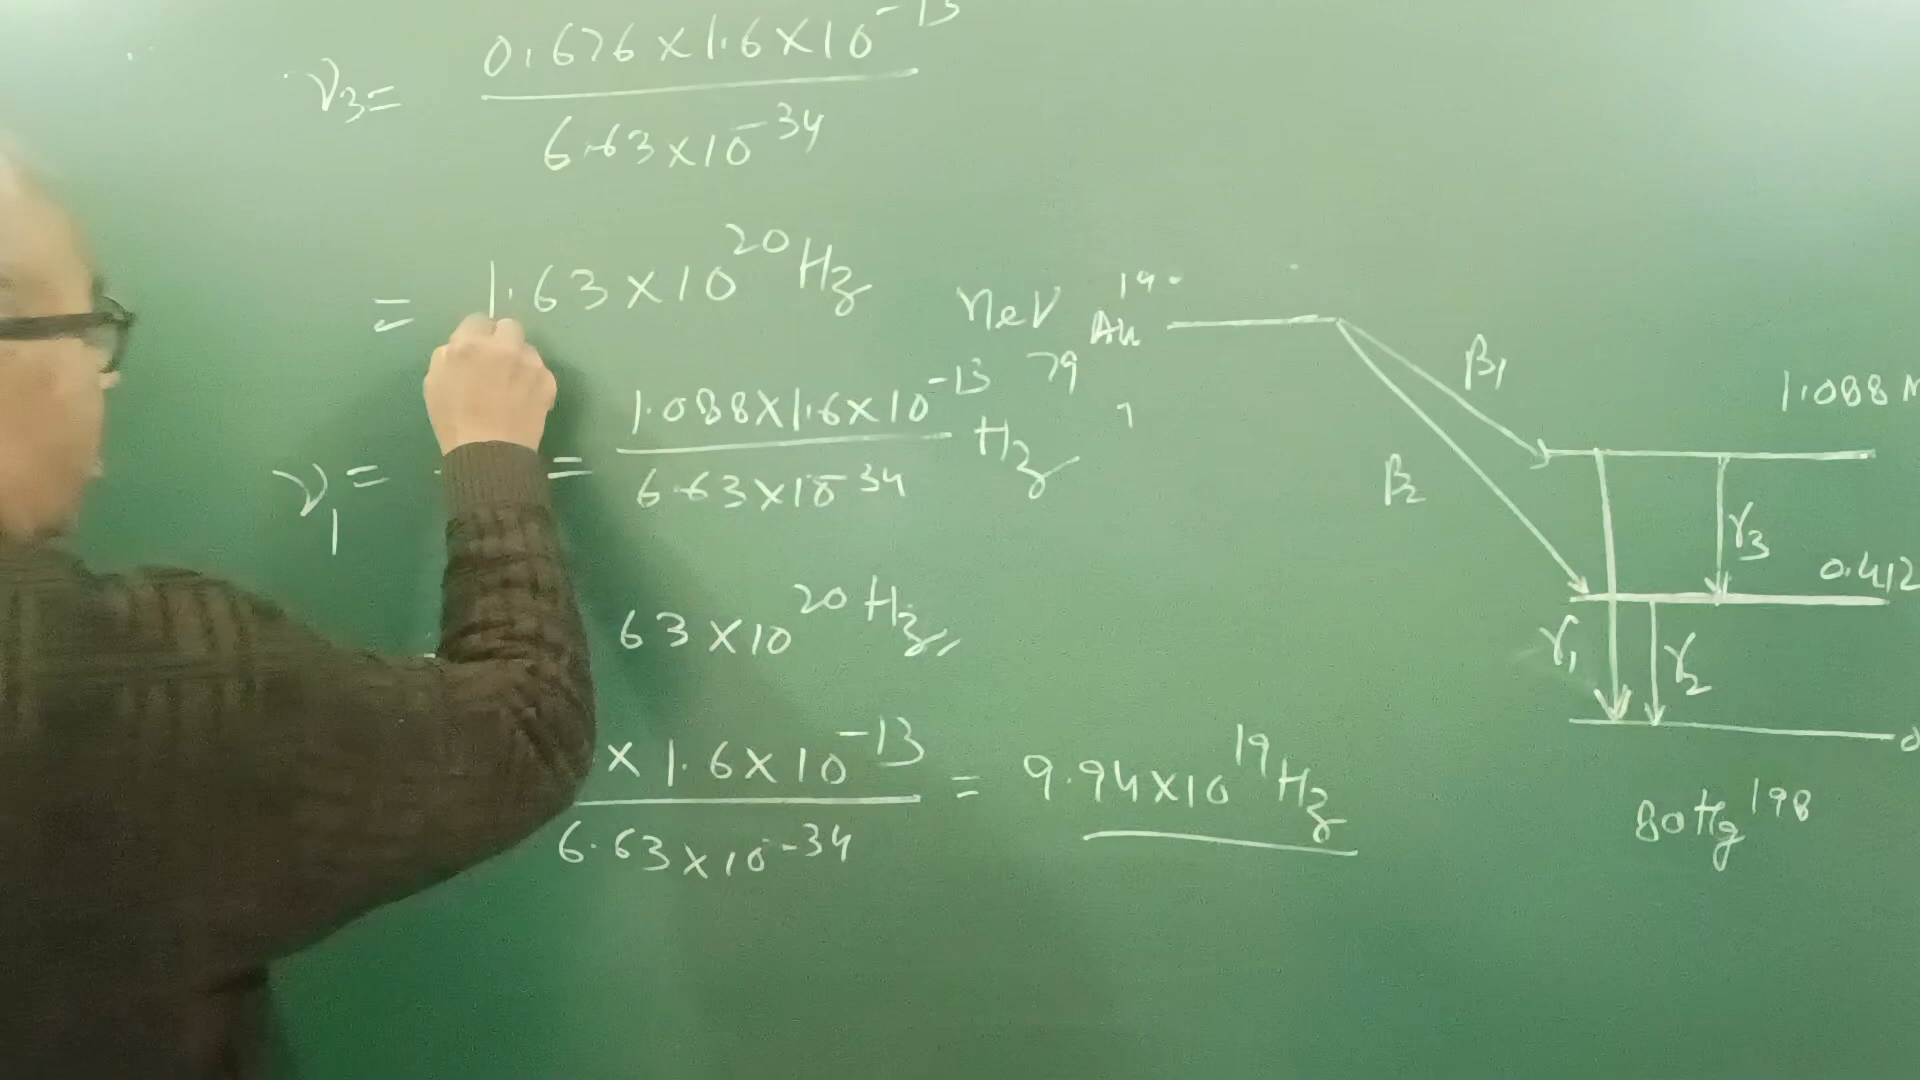 ν3 = 0.676 × 1.6 × 10^-13
6.63 × 10^-34
= 1.63 × 10^20 Hz
ν1 = = 1.088 × 1.6 × 10^-13 Hz
6.63 × 10^-34
63 × 10^20 Hz
× 1.6 × 10^-13 = 9.94 × 10^19 Hz
6.63 × 10^-34
MeV
79 Au 19
β1
β2
1.088 M
γ3
0.412
γ1
γ2
80 Hg 198